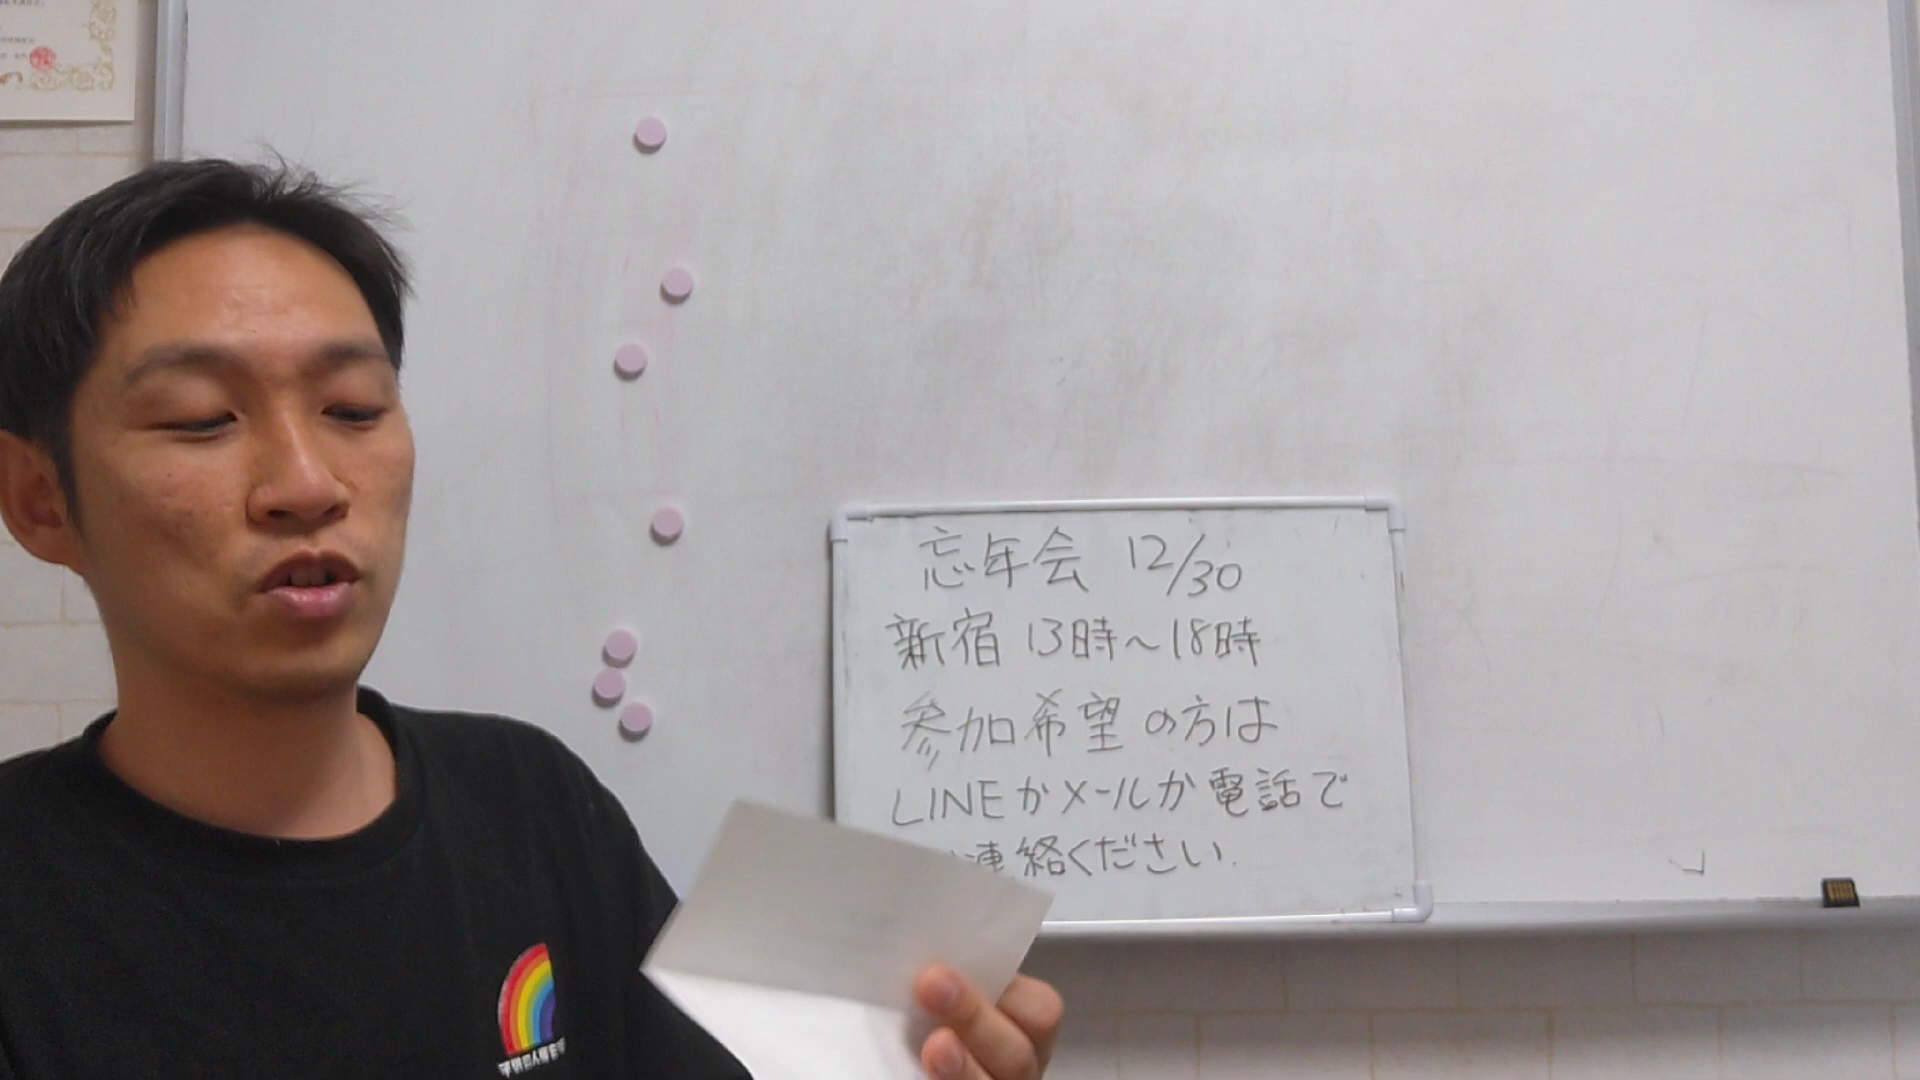 忘年会 12/30
新宿 13時～18時
参加希望の方は
LINEかメールか電話で
連絡ください.